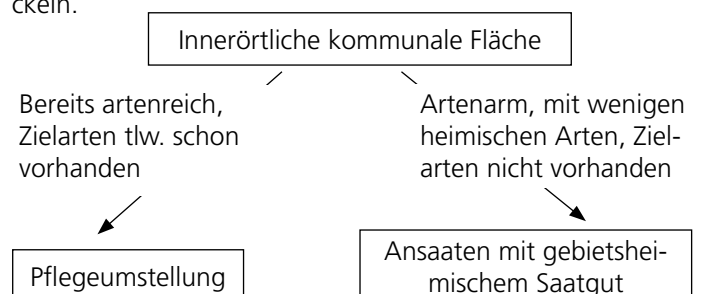 ckeln.
Innerörtliche kommunale Fläche
Bereits artenreich,
Zielarten tlw. schon
vorhanden
Artenarm, mit wenigen
heimischen Arten, Ziel-
arten nicht vorhanden
Pflegeumstellung
Ansaaten mit gebietshei-
mischem Saatgut